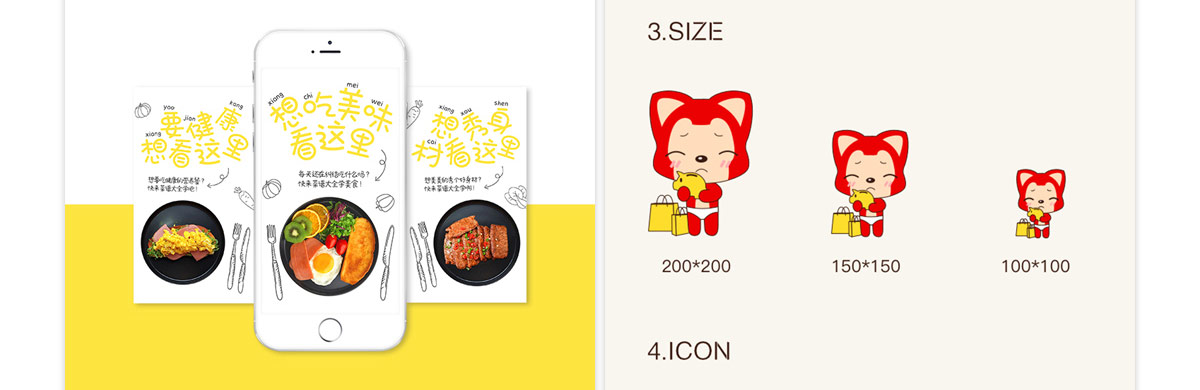 yao kang
jian
要健康
xiang
想看这里
想要吃健康的营养餐？
快来菜谱大全学吧！
xiang chi mei wei
想吃美味
看这里
每天还在纠结吃什么吗？
快来菜谱大全学美食！
xiang xau shen
想秀身
cai
材看这里
想美美的秀个好身材？
快来菜谱大全学啦！
3.SIZE
200*200
150*150
100*100
4.ICON